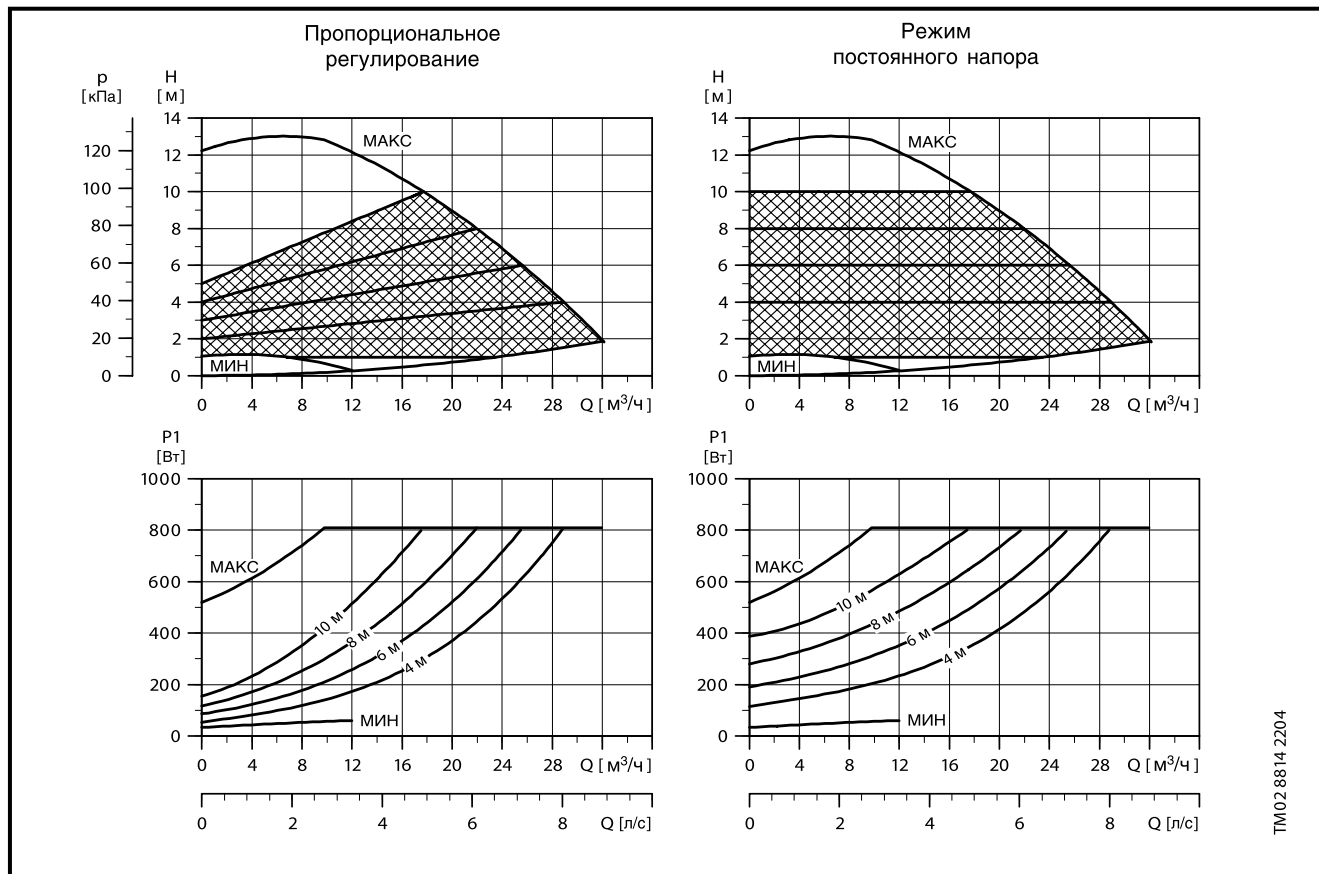 Пропорциональное
регулирование
Режим
постоянного напора
p
[кПа]
H
[м]
H
[м]
14
12
10
8
6
4
2
0
120
100
80
60
40
20
0
МАКС
МИН
0 4 8 12 16 20 24 28 Q [м³/ч]
14
12
10
8
6
4
2
0
МАКС
МИН
0 4 8 12 16 20 24 28 Q [м³/ч]
P1
[Вт]
1000
800
600
400
200
0
МАКС
10 м
8 м
6 м
4 м
МИН
0 4 8 12 16 20 24 28 Q [м³/ч]
0 2 4 6 8 Q [л/с]
P1
[Вт]
1000
800
600
400
200
0
МАКС
10 м
8 м
6 м
4 м
МИН
0 4 8 12 16 20 24 28 Q [м³/ч]
0 2 4 6 8 Q [л/с]
TM02 8814 2204